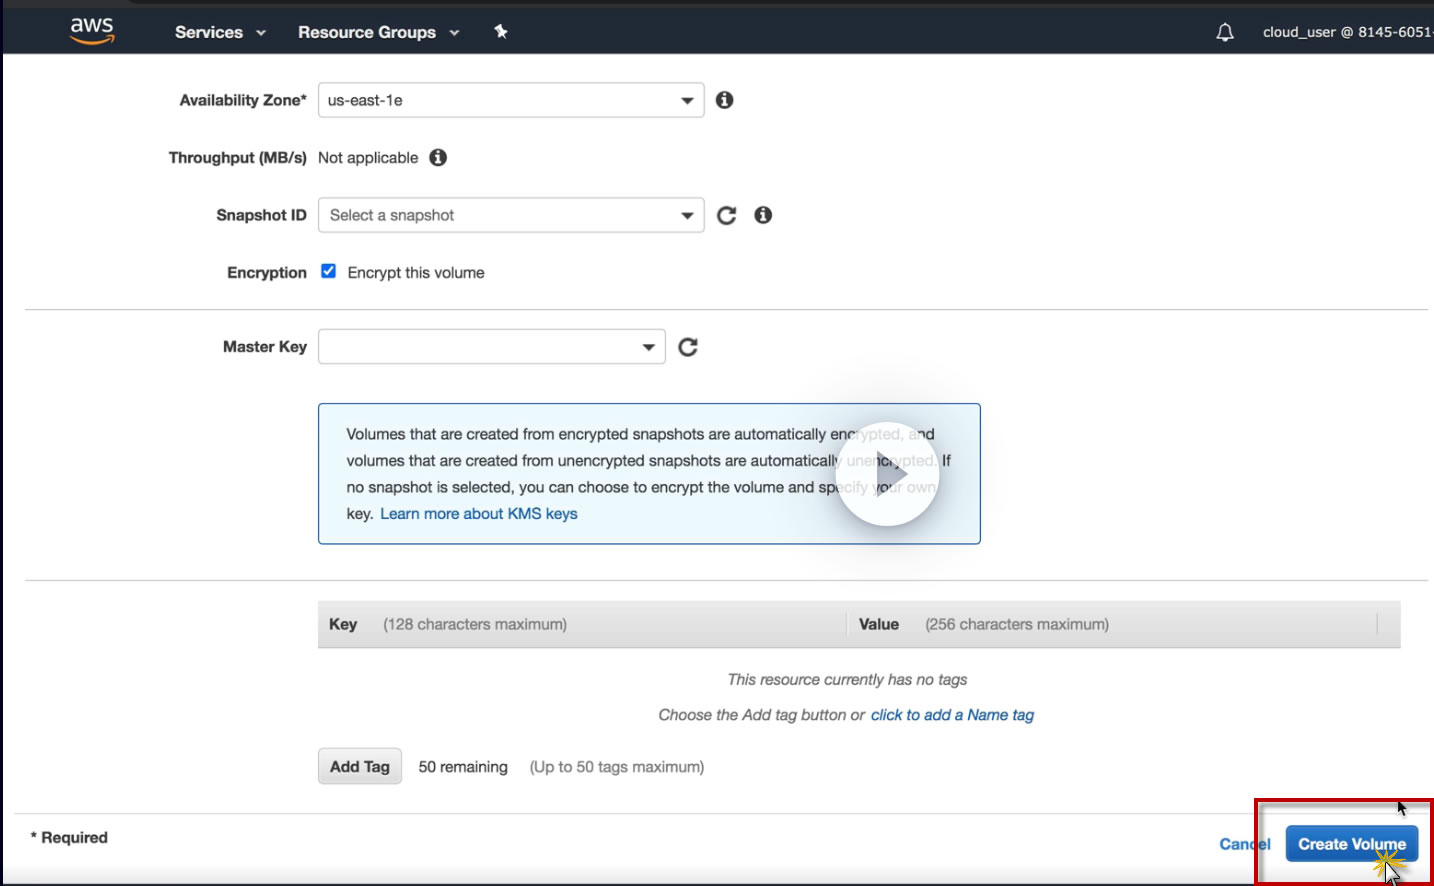 aws Services Resource Groups cloud_user @ 8145-6051-
Availability Zone* us-east-1e
Throughput (MB/s) Not applicable
Snapshot ID Select a snapshot
Encryption Encrypt this volume
Master Key
Volumes that are created from encrypted snapshots are automatically encrypted, and
volumes that are created from unencrypted snapshots are automatically unencrypted. If
no snapshot is selected, you can choose to encrypt the volume and specify your own
key. Learn more about KMS keys
Key (128 characters maximum) Value (256 characters maximum)
This resource currently has no tags
Choose the Add tag button or click to add a Name tag
Add Tag 50 remaining (Up to 50 tags maximum)
* Required
Cancel Create Volume